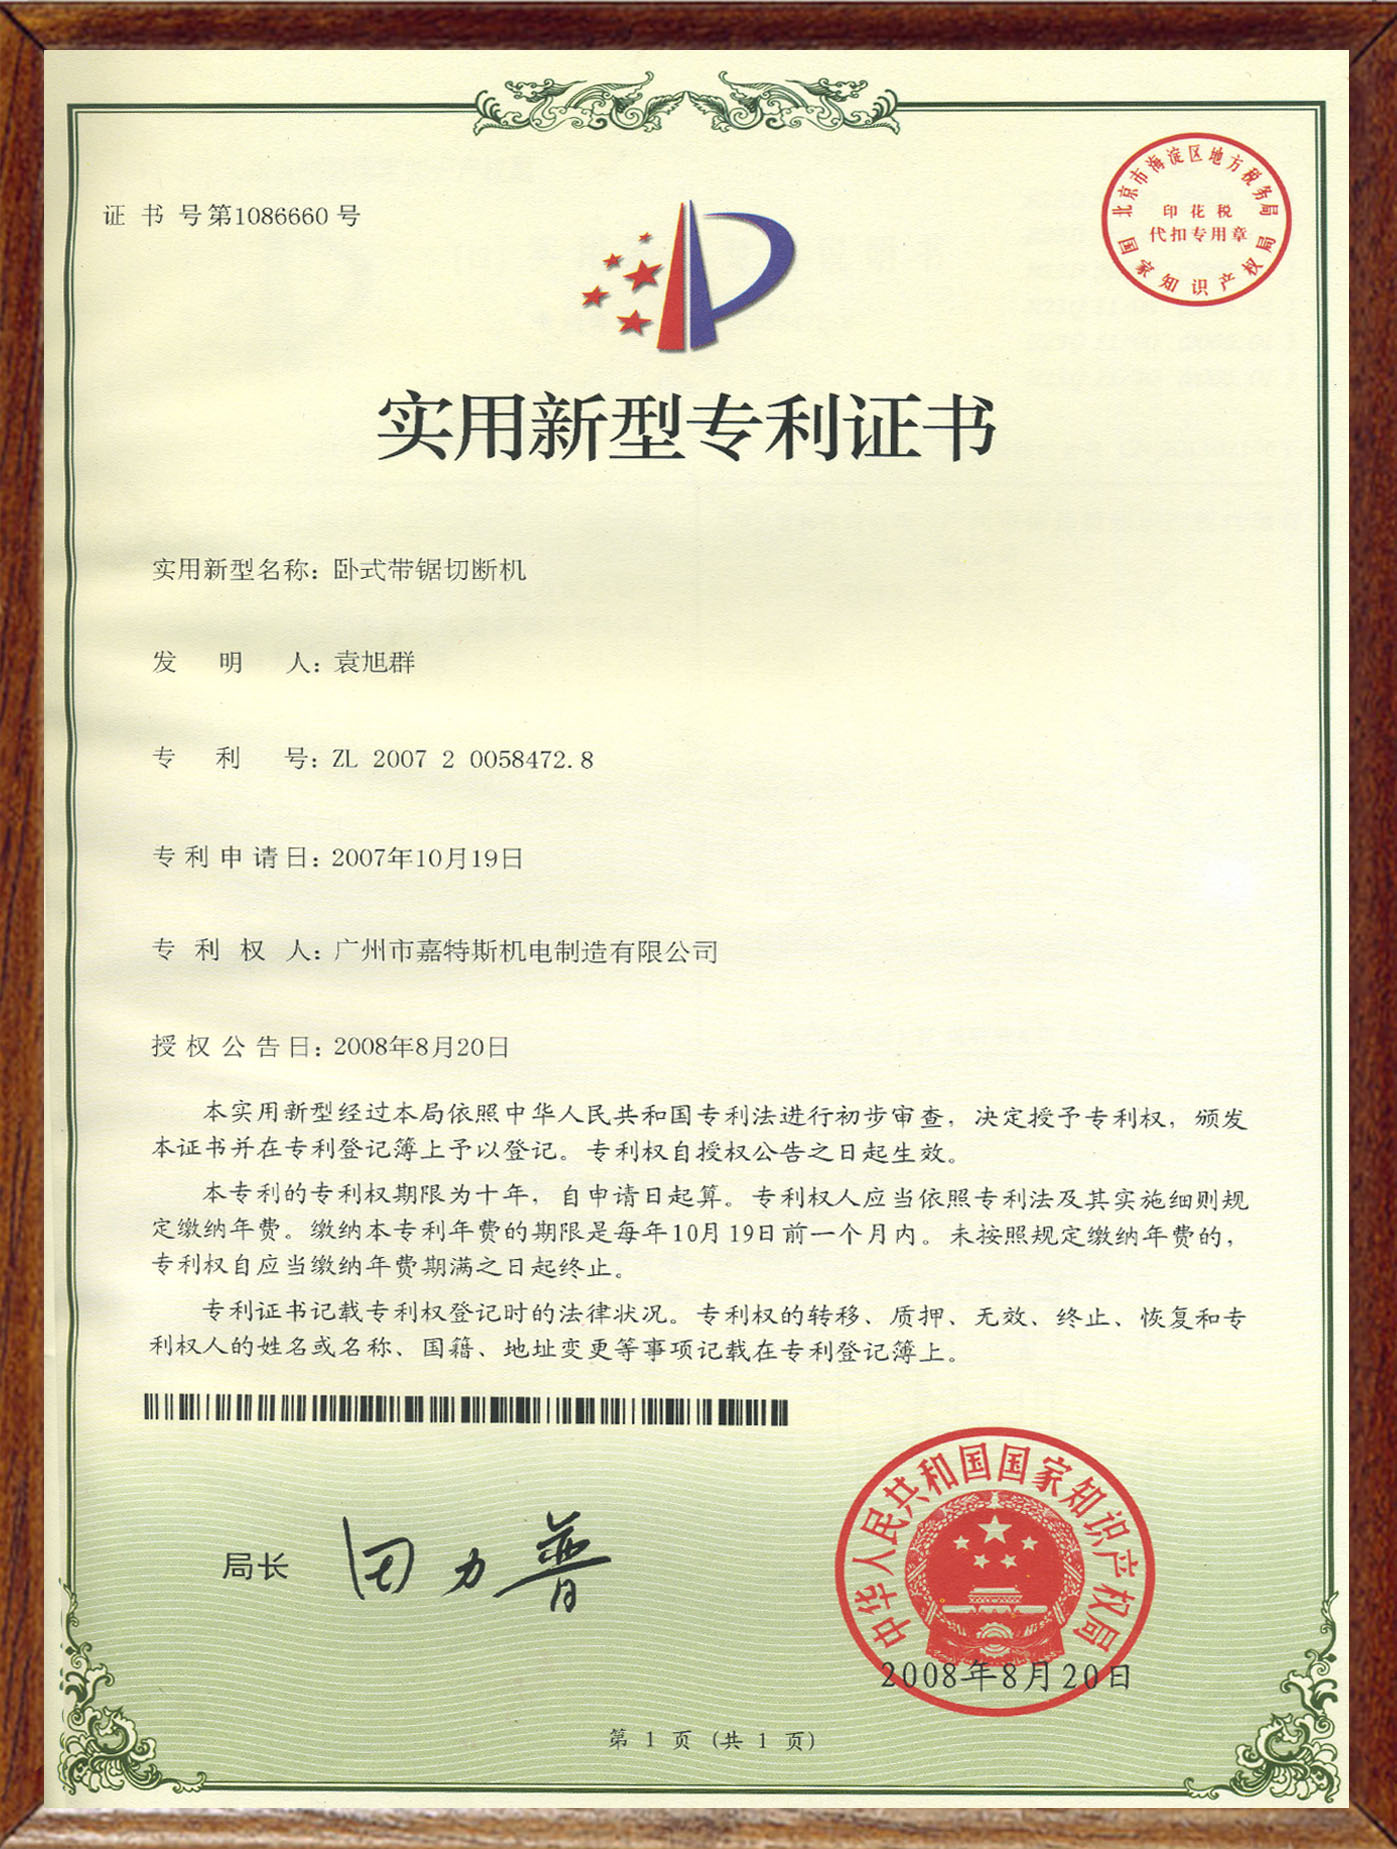 证书号第1086660号
北京市海淀区地方税务局
印花税
代扣专用章
国家知识产权局
实用新型专利证书
实用新型名称：卧式带锯切断机
发明人：袁旭群
专利号：ZL 2007 2 0058472.8
专利申请日：2007年10月19日
专利权人：广州市嘉特斯机电制造有限公司
授权公告日：2008年8月20日
本实用新型经过本局依照中华人民共和国专利法进行初步审查，决定授予专利权，颁发
本证书并在专利登记簿上予以登记。专利权自授权公告之日起生效。
本专利的专利权期限为十年，自申请日起算。专利权人应当依照专利法及其实施细则规
定缴纳年费。缴纳本专利年费的期限是每年10月19日前一个月内。未按照规定缴纳年费的，
专利权自应当缴纳年费期满之日起终止。
专利证书记载专利权登记时的法律状况。专利权的转移、质押、无效、终止、恢复和专
利权人的姓名或名称、国籍、地址变更等事项记载在专利登记簿上。
局长 田力普
中华人民共和国国家知识产权局
2008年8月20日
第 1 页 (共 1 页)